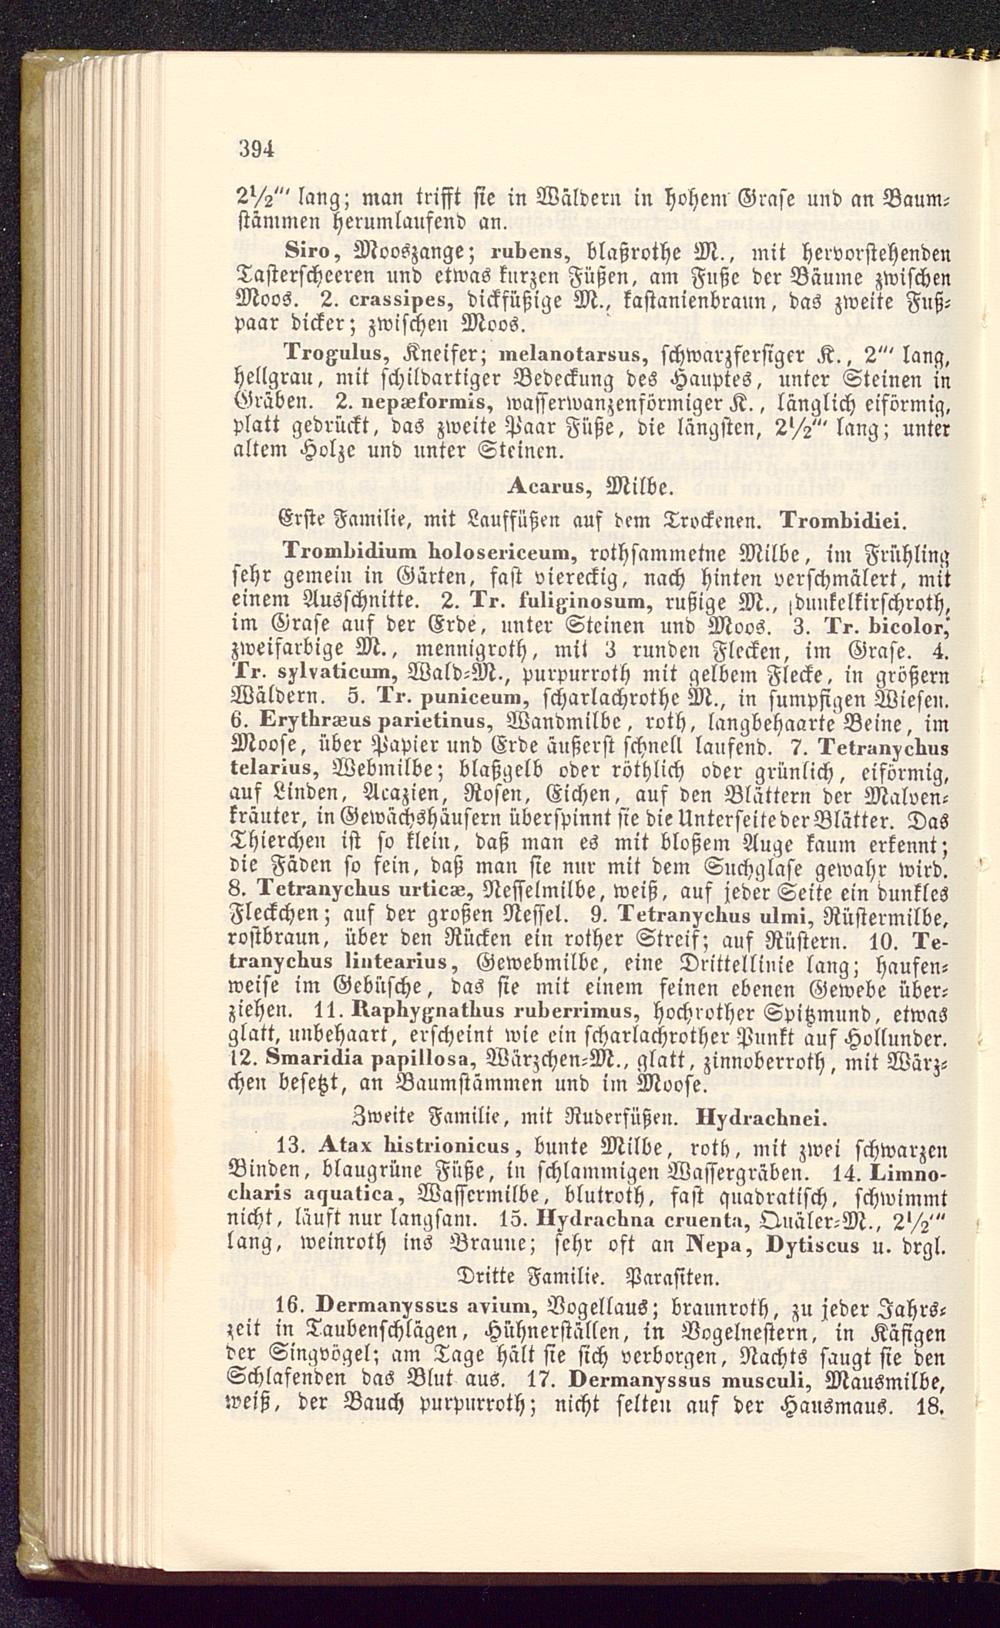 394
2½‴ lang; man trifft sie in Wäldern in hohem Grase und an Baum-
stämmen herumlaufend an.
Siro, Mooszange; rubens, blaßrothe M., mit hervorstehenden
Tasterscheeren und etwas kurzen Füßen, am Fuße der Bäume zwischen
Moos. 2. crassipes, dickfüßige M., kastanienbraun, das zweite Fuß-
paar dicker; zwischen Moos.
Trogulus, Kneifer; melanotarsus, schwarzfersiger K., 2‴ lang,
hellgrau, mit schildartiger Bedeckung des Hauptes, unter Steinen in
Gräben. 2. nepæformis, wasserwanzenförmiger K., länglich eiförmig,
platt gedrückt, das zweite Paar Füße, die längsten, 2½‴ lang; unter
altem Holze und unter Steinen.
Acarus, Milbe.
Erste Familie, mit Lauffüßen auf dem Trockenen. Trombidiei.
Trombidium holosericeum, rothsammetne Milbe, im Frühling
sehr gemein in Gärten, fast viereckig, nach hinten verschmälert, mit
einem Ausschnitte. 2. Tr. fuliginosum, rußige M., dunkelkirschroth,
im Grase auf der Erde, unter Steinen und Moos. 3. Tr. bicolor,
zweifarbige M., mennigroth, mit 3 runden Flecken, im Grase. 4.
Tr. sylvaticum, Wald-M., purpurroth mit gelbem Flecke, in größern
Wäldern. 5. Tr. puniceum, scharlachrothe M., in sumpfigen Wiesen.
6. Erythræus parietinus, Wandmilbe, roth, langbehaarte Beine, im
Moose, über Papier und Erde äußerst schnell laufend. 7. Tetranychus
telarius, Webmilbe; blaßgelb oder röthlich oder grünlich, eiförmig,
auf Linden, Acazien, Rosen, Eichen, auf den Blättern der Malven-
kräuter, in Gewächshäusern überspinnt sie die Unterseite der Blätter. Das
Thierchen ist so klein, daß man es mit bloßem Auge kaum erkennt;
die Fäden so fein, daß man sie nur mit dem Suchglase gewahr wird.
8. Tetranychus urticæ, Nesselmilbe, weiß, auf jeder Seite ein dunkles
Fleckchen; auf der großen Nessel. 9. Tetranychus ulmi, Rüstermilbe,
rostbraun, über den Rücken ein rother Streif; auf Rüstern. 10. Te-
tranychus lintearius, Gewebmilbe, eine Drittellinie lang; haufen-
weise im Gebüsche, das sie mit einem feinen ebenen Gewebe über-
ziehen. 11. Raphygnathus ruberrimus, hochrother Spitzmund, etwas
glatt, unbehaart, erscheint wie ein scharlachrother Punkt auf Hollunder.
12. Smaridia papillosa, Wärzchen-M., glatt, zinnoberroth, mit Wärz-
chen besetzt, an Baumstämmen und im Moose.
Zweite Familie, mit Ruderfüßen. Hydrachnei.
13. Atax histrionicus, bunte Milbe, roth, mit zwei schwarzen
Binden, blaugrüne Füße, in schlammigen Wassergräben. 14. Limno-
charis aquatica, Wassermilbe, blutroth, fast quadratisch, schwimmt
nicht, läuft nur langsam. 15. Hydrachna cruenta, Quäler-M., 2½‴
lang, weinroth ins Braune; sehr oft an Nepa, Dytiscus u. drgl.
Dritte Familie. Parasiten.
16. Dermanyssus avium, Vogellaus; braunroth, zu jeder Jahrs-
zeit in Taubenschlägen, Hühnerställen, in Vogelnestern, in Käfigen
der Singvögel; am Tage hält sie sich verborgen, Nachts saugt sie den
Schlafenden das Blut aus. 17. Dermanyssus musculi, Mausmilbe,
weiß, der Bauch purpurroth; nicht selten auf der Hausmaus. 18.